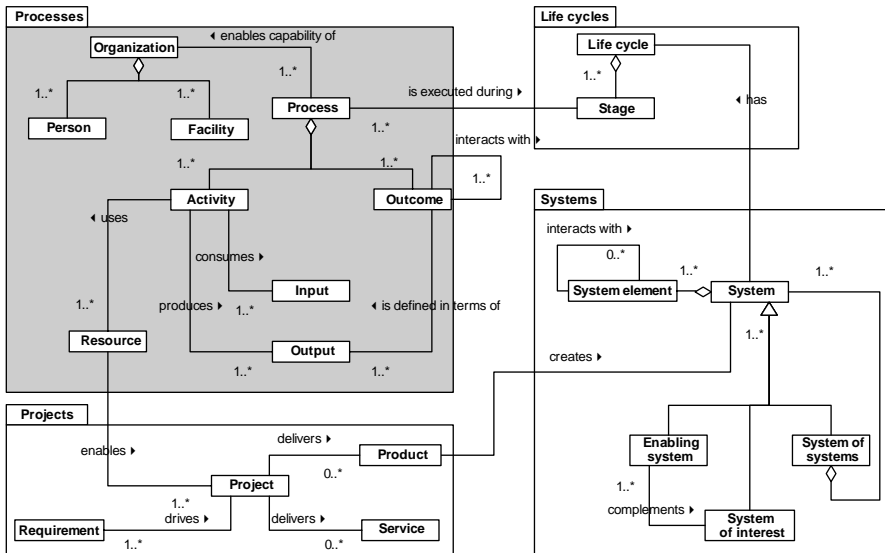 Processes
Organization
◂ enables capability of
1..*
1..*
1..*
Person
Facility
Process
1..*
is executed during ▸
1..*
1..*
Activity
Outcome
interacts with ▸
1..*
◂ uses
consumes ▸
1..*
Input
1..*
produces ▸
◂ is defined in terms of
Resource
Output
1..*
1..*
Life cycles
Life cycle
1..*
Stage
◂ has
Systems
interacts with ▸
0..*
1..*
1..*
System element
System
1..*
creates ▸
Enabling
system
System of
systems
1..*
complements ▸
System
of interest
Projects
enables ▸
delivers ▸
Product
0..*
Project
1..*
Requirement
drives ▸
1..*
delivers ▸
Service
0..*